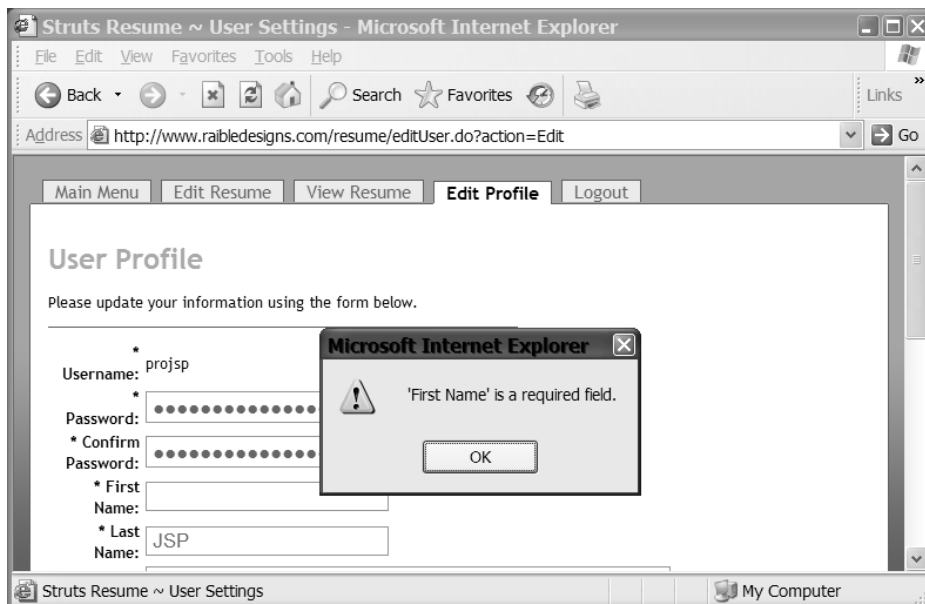 Struts Resume ~ User Settings - Microsoft Internet Explorer
File Edit View Favorites Tools Help
Back Search Favorites Links »
Address http://www.raibledesigns.com/resume/editUser.do?action=Edit Go
Main Menu Edit Resume View Resume Edit Profile Logout
User Profile
Please update your information using the form below.
*
Username: projsp
*
Password: ●●●●●●●●●●●●●●
* Confirm
Password: ●●●●●●●●●●●●●●
* First
Name:
* Last
Name: JSP
Microsoft Internet Explorer
'First Name' is a required field.
OK
Struts Resume ~ User Settings My Computer